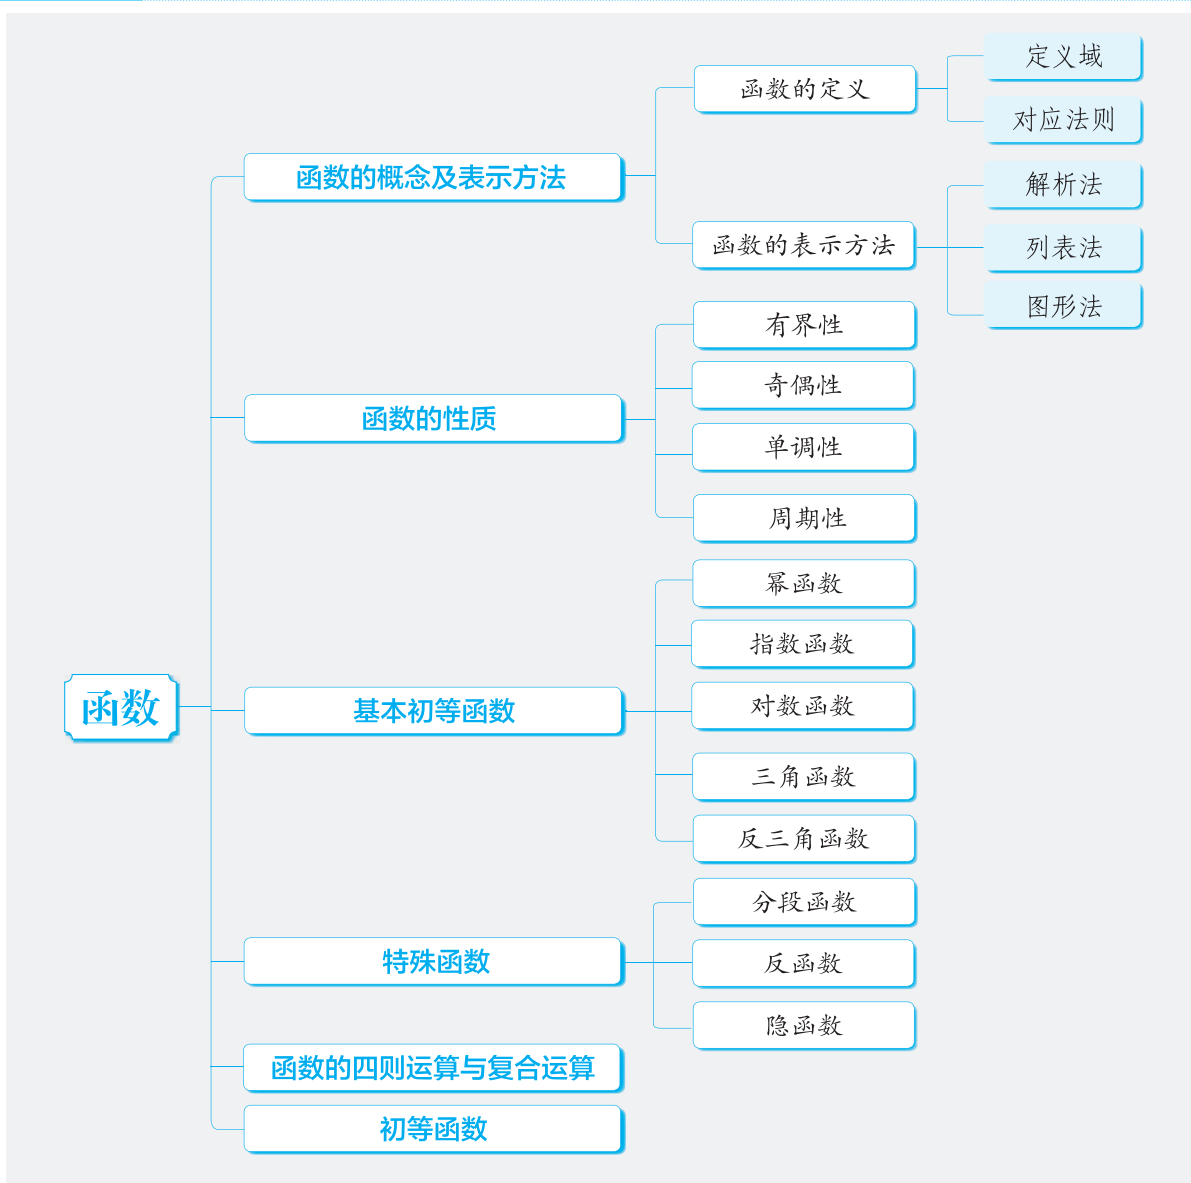 函数
函数的概念及表示方法
函数的定义
定义域
对应法则
函数的表示方法
解析法
列表法
图形法
函数的性质
有界性
奇偶性
单调性
周期性
基本初等函数
幂函数
指数函数
对数函数
三角函数
反三角函数
特殊函数
分段函数
反函数
隐函数
函数的四则运算与复合运算
初等函数